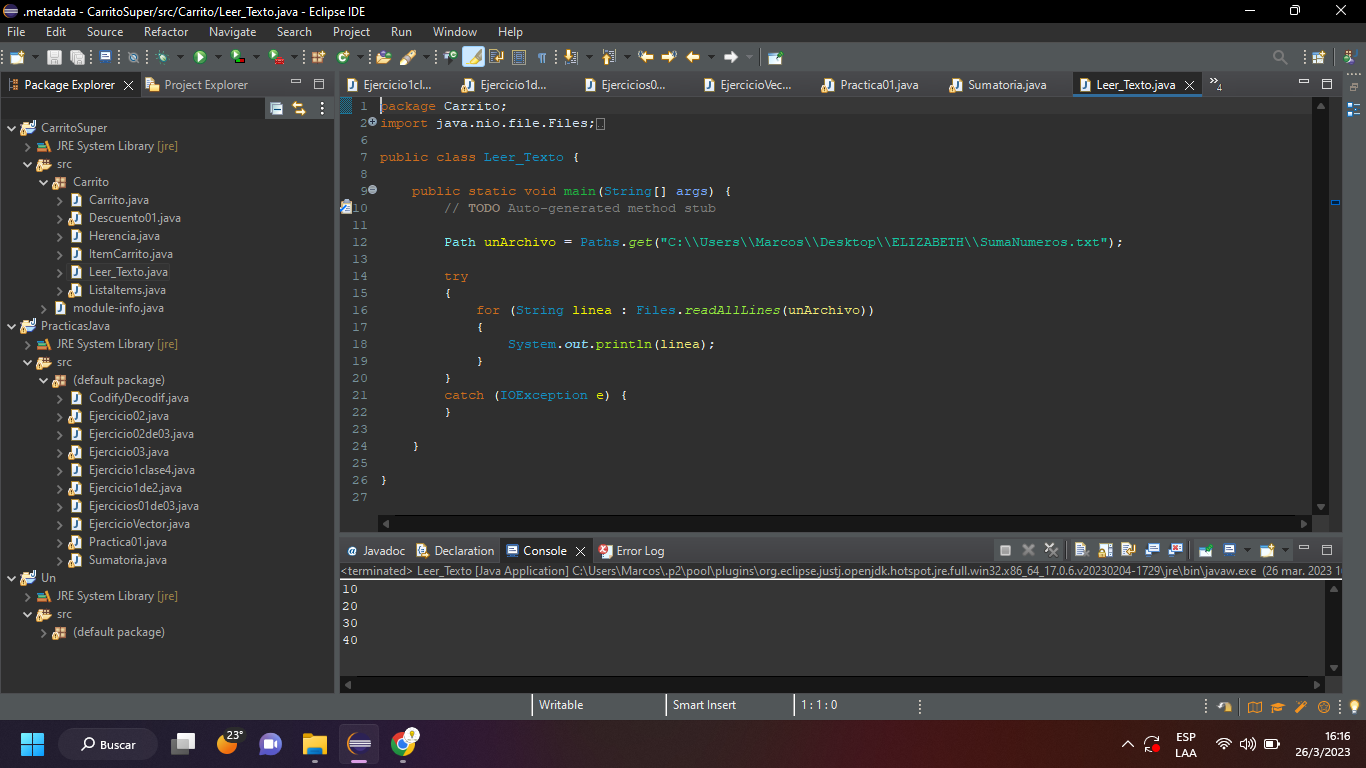 .metadata - CarritoSuper/src/Carrito/Leer_Texto.java - Eclipse IDE
File Edit Source Refactor Navigate Search Project Run Window Help
Package Explorer
Project Explorer
CarritoSuper
JRE System Library [jre]
src
Carrito
Carrito.java
Descuento01.java
Herencia.java
ItemCarrito.java
Leer_Texto.java
ListaItems.java
module-info.java
PracticasJava
JRE System Library [jre]
src
(default package)
CodifyDecodif.java
Ejercicio02.java
Ejercicio02de03.java
Ejercicio03.java
Ejercicio1clase4.java
Ejercicio1de2.java
Ejercicios01de03.java
EjercicioVector.java
Practica01.java
Sumatoria.java
Un
JRE System Library [jre]
src
(default package)
Ejercicio1cl... Ejercicio1d... Ejercicios0... EjercicioVec... Practica01.java Sumatoria.java Leer_Texto.java 4
1 package Carrito;
2 import java.nio.file.Files;
6
7 public class Leer_Texto {
8
9 public static void main(String[] args) {
10 // TODO Auto-generated method stub
11
12 Path unArchivo = Paths.get("C:\\Users\\Marcos\\Desktop\\ELIZABETH\\SumaNumeros.txt");
13
14 try
15 {
16 for (String linea : Files.readAllLines(unArchivo))
17 {
18 System.out.println(linea);
19 }
20 }
21 catch (IOException e) {
22 }
23
24 }
25
26 }
27
Javadoc Declaration Console Error Log
<terminated> Leer_Texto [Java Application] C:\Users\Marcos\.p2\pool\plugins\org.eclipse.justj.openjdk.hotspot.jre.full.win32.x86_64_17.0.6.v20230204-1729\jre\bin\javaw.exe (26 mar. 2023 1
10
20
30
40
Writable Smart Insert 1 : 1 : 0
Buscar
23°
ESP
LAA
16:16
26/3/2023